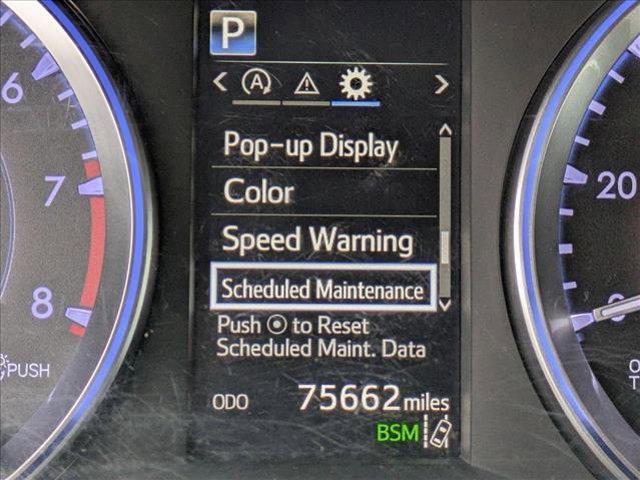 P
A
Pop-up Display
Color
Speed Warning
Scheduled Maintenance
Push ⦿ to Reset
Scheduled Maint. Data
ODO 75662 miles
BSM
6
7
8
PUSH
20